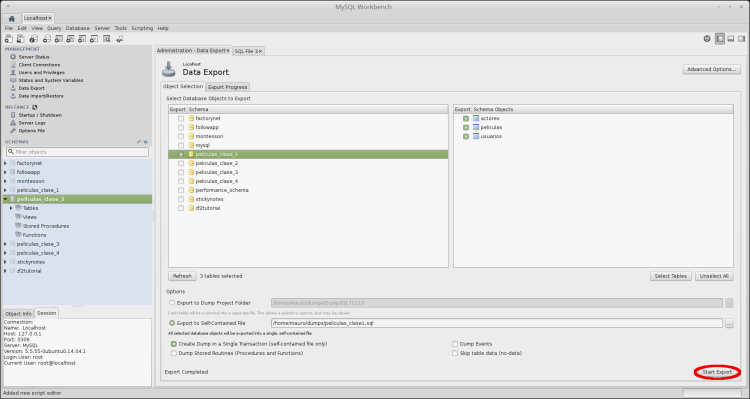 MySQL Workbench
Localhost ×
File Edit View Query Database Server Tools Scripting Help
MANAGEMENT
Server Status
Client Connections
Users and Privileges
Status and System Variables
Data Export
Data Import/Restore
INSTANCE
Startup / Shutdown
Server Logs
Options File
SCHEMAS
Filter objects
factorynet
followapp
montessori
peliculas_clase_1
peliculas_clase_2
Tables
Views
Stored Procedures
Functions
peliculas_clase_3
peliculas_clase_4
stickynotes
zf2tutorial
Object Info Session
Connection:
Name: Localhost
Host: 127.0.0.1
Port: 3306
Server: MySQL
Version: 5.5.55-0ubuntu0.14.04.1
Login User: root
Current User: root@localhost
Added new script editor
Administration - Data Export × SQL File 3 ×
Localhost
Data Export
Advanced Options...
Object Selection Export Progress
Select Database Objects to Export
Export Schema
factorynet
followapp
montessori
mysql
peliculas_clase_1
peliculas_clase_2
peliculas_clase_3
peliculas_clase_4
performance_schema
stickynotes
zf2tutorial
Export Schema Objects
actores
peliculas
usuarios
Refresh 3 tables selected
Select Tables Unselect All
Options
Export to Dump Project Folder /home/mauro/dumps/Dump20171113 ...
Each table will be exported into a separate file. This allows a selective restore, but may be slower.
Export to Self-Contained File /home/mauro/dumps/peliculas_clase1.sql ...
All selected database objects will be exported into a single, self-contained file.
Create Dump in a Single Transaction (self-contained file only) Dump Events
Dump Stored Routines (Procedures and Functions) Skip table data (no-data)
Export Completed Start Export